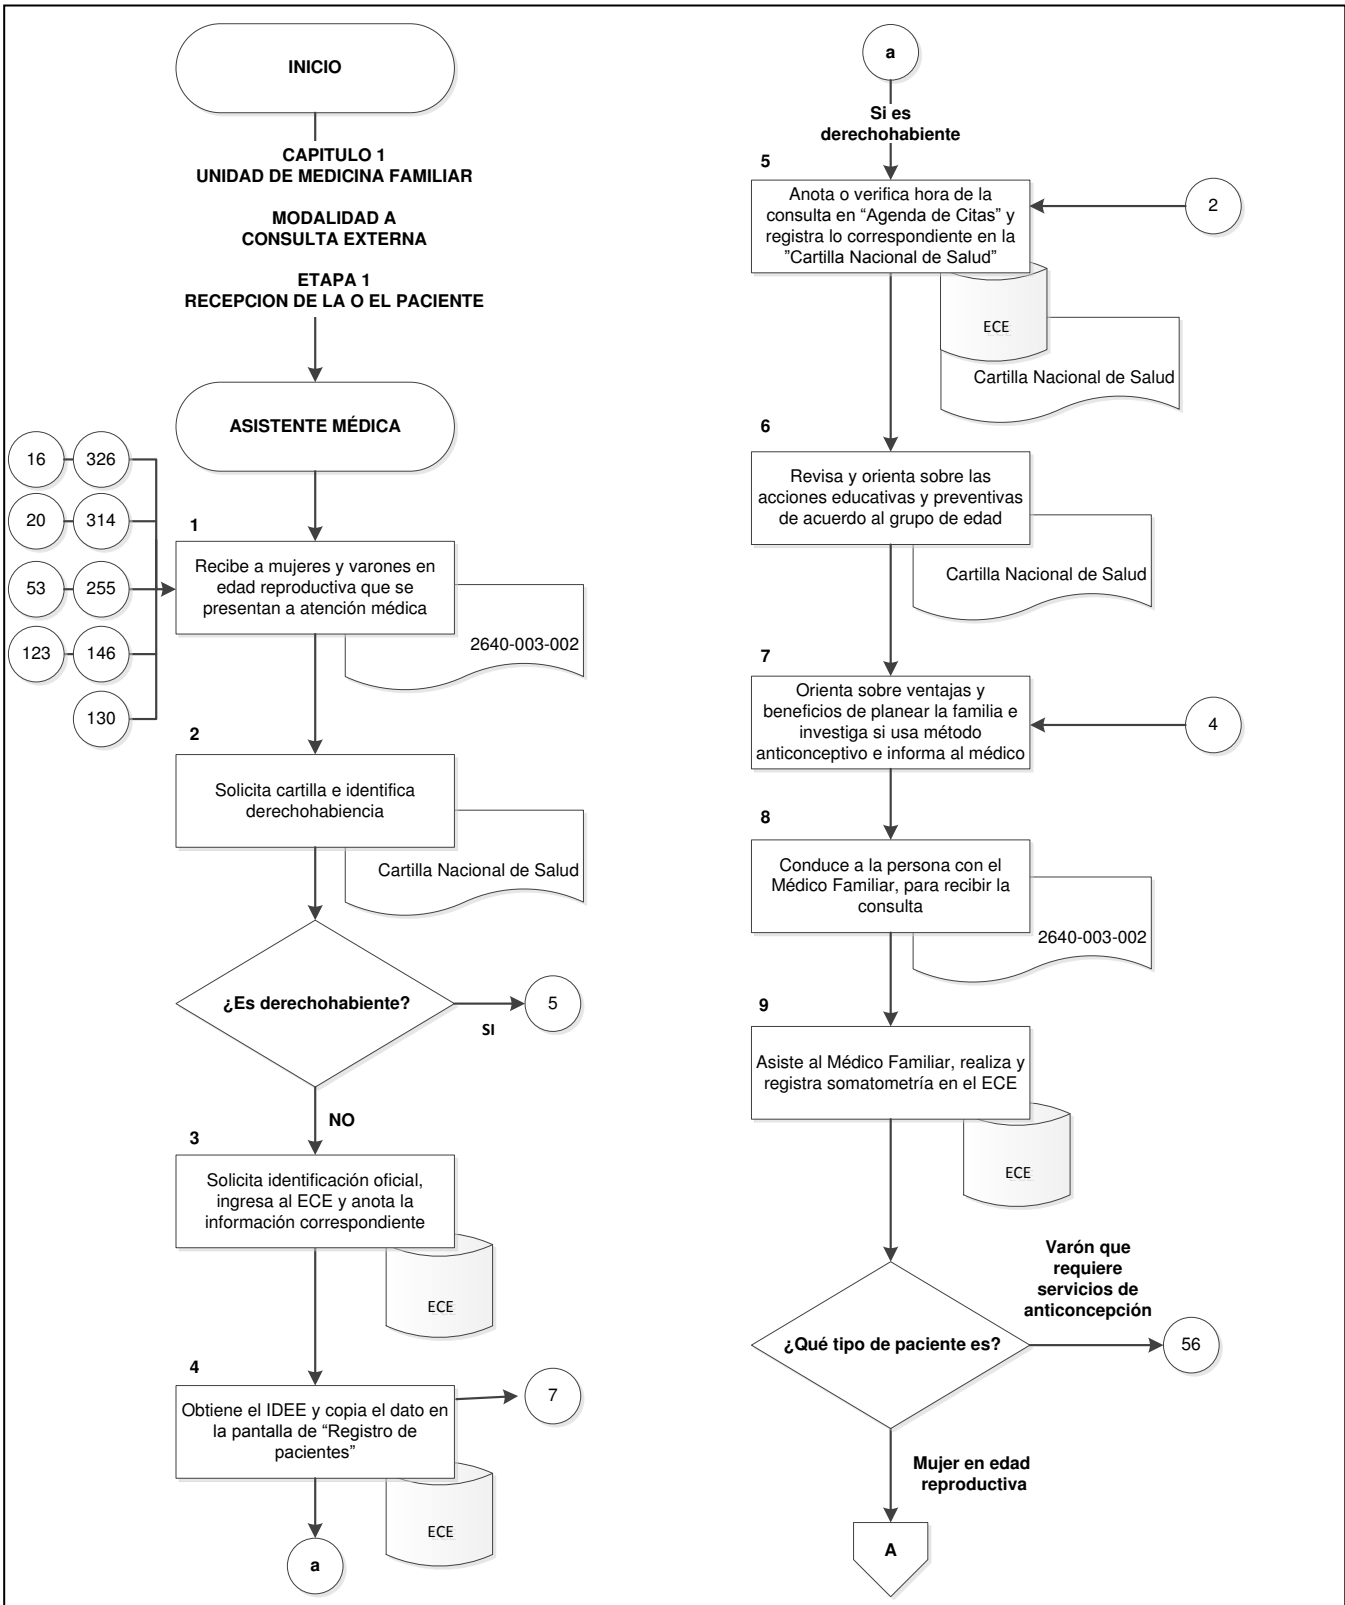 INICIO
CAPITULO 1
UNIDAD DE MEDICINA FAMILIAR
MODALIDAD A
CONSULTA EXTERNA
ETAPA 1
RECEPCION DE LA O EL PACIENTE
ASISTENTE MÉDICA
16
326
20
314
53
255
123
146
130
1
Recibe a mujeres y varones en
edad reproductiva que se
presentan a atención médica
2640-003-002
2
Solicita cartilla e identifica
derechohabiencia
Cartilla Nacional de Salud
¿Es derechohabiente?
SI
5
NO
3
Solicita identificación oficial,
ingresa al ECE y anota la
información correspondiente
ECE
4
Obtiene el IDEE y copia el dato en
la pantalla de “Registro de
pacientes”
7
ECE
a
a
Si es
derechohabiente
5
Anota o verifica hora de la
consulta en “Agenda de Citas” y
registra lo correspondiente en la
”Cartilla Nacional de Salud”
2
ECE
Cartilla Nacional de Salud
6
Revisa y orienta sobre las
acciones educativas y preventivas
de acuerdo al grupo de edad
Cartilla Nacional de Salud
7
Orienta sobre ventajas y
beneficios de planear la familia e
investiga si usa método
anticonceptivo e informa al médico
4
8
Conduce a la persona con el
Médico Familiar, para recibir la
consulta
2640-003-002
9
Asiste al Médico Familiar, realiza y
registra somatometría en el ECE
ECE
¿Qué tipo de paciente es?
Varón que
requiere
servicios de
anticoncepción
56
Mujer en edad
reproductiva
A